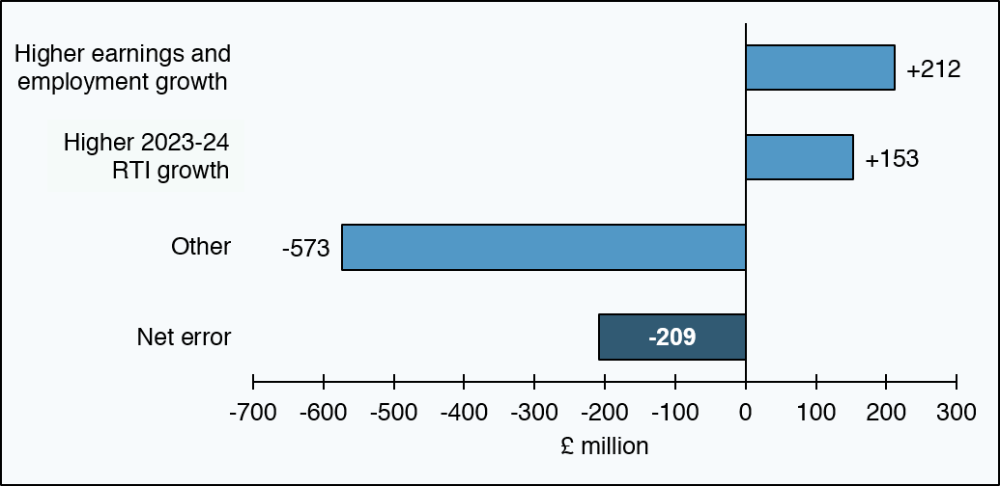 Higher earnings and
employment growth
+212
Higher 2023-24
RTI growth
+153
Other
-573
Net error
-209
-700 -600 -500 -400 -300 -200 -100 0 100 200 300
£ million